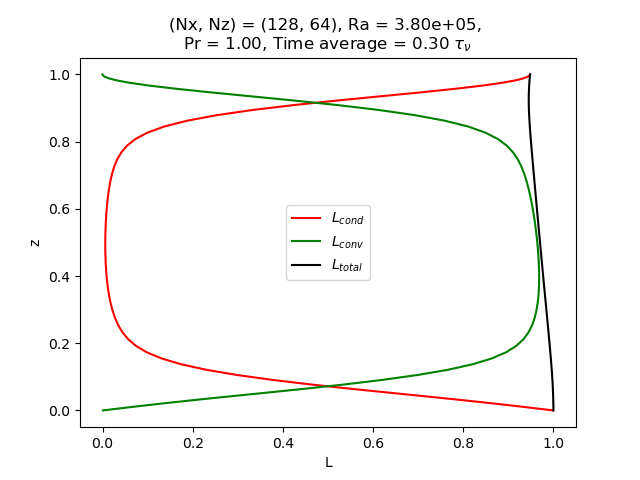 (Nx, Nz) = (128, 64), Ra = 3.80e+05,
Pr = 1.00, Time average = 0.30 τ_ν
1.0
0.8
0.6
0.4
0.2
0.0
z
L_cond
L_conv
L_total
0.0 0.2 0.4 0.6 0.8 1.0
L